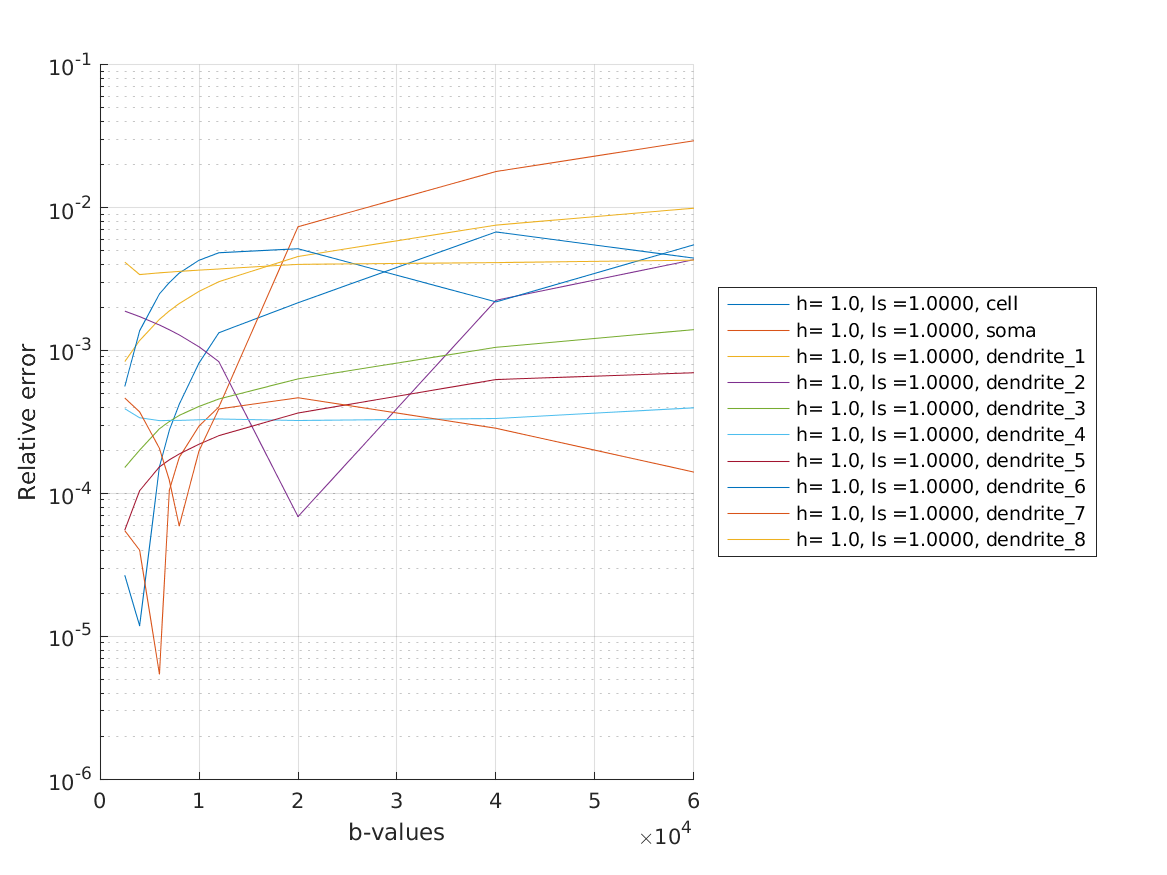 10-1
10-2
10-3
10-4
10-5
10-6
Relative error
0
1
2
3
4
5
6
×104
b-values
h= 1.0, ls =1.0000, cell
h= 1.0, ls =1.0000, soma
h= 1.0, ls =1.0000, dendrite_1
h= 1.0, ls =1.0000, dendrite_2
h= 1.0, ls =1.0000, dendrite_3
h= 1.0, ls =1.0000, dendrite_4
h= 1.0, ls =1.0000, dendrite_5
h= 1.0, ls =1.0000, dendrite_6
h= 1.0, ls =1.0000, dendrite_7
h= 1.0, ls =1.0000, dendrite_8